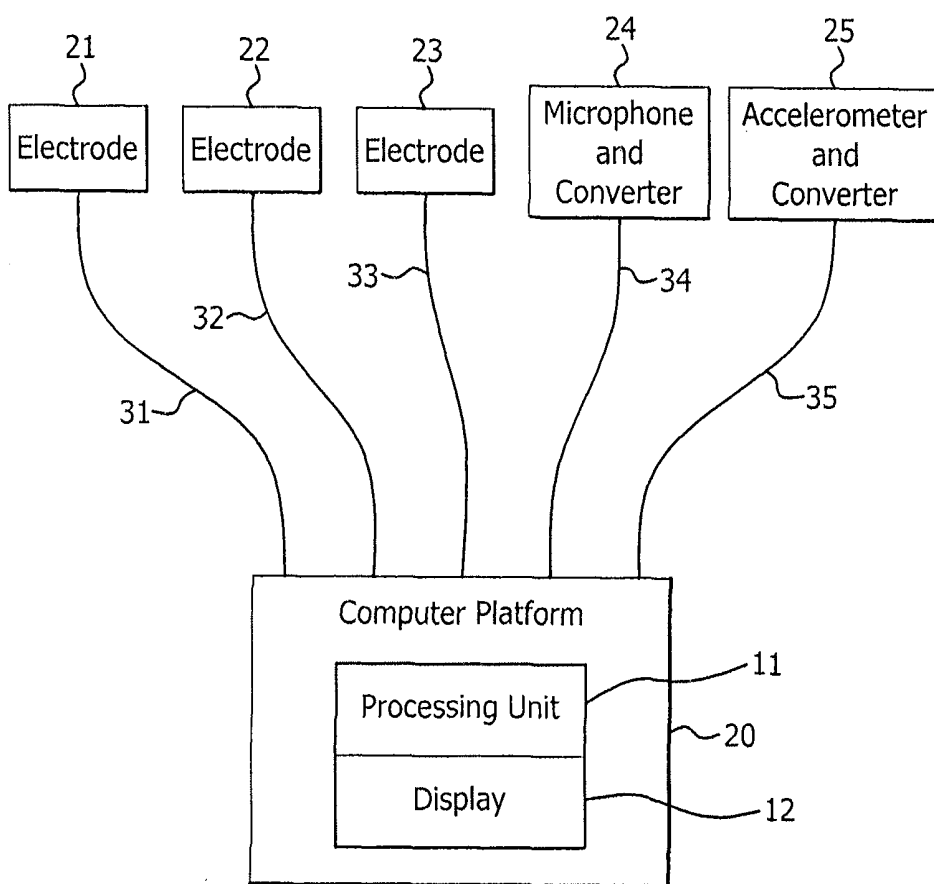 21
22
23
24
25
Electrode
Electrode
Electrode
Microphone
and
Converter
Accelerometer
and
Converter
31
32
33
34
35
Computer Platform
Processing Unit
Display
11
20
12